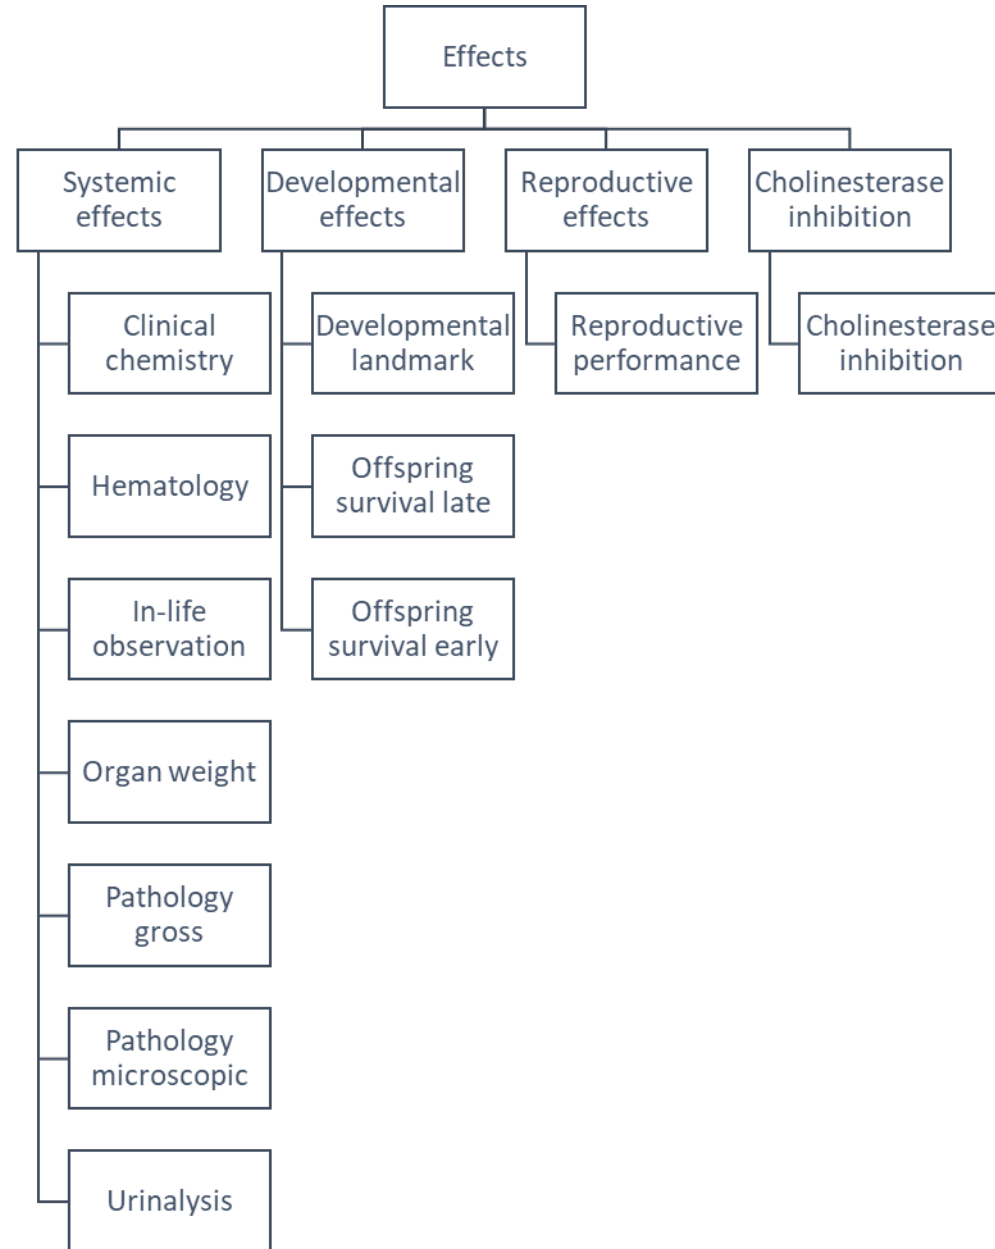 Effects
Systemic
effects
Developmental
effects
Reproductive
effects
Cholinesterase
inhibition
Clinical
chemistry
Developmental
landmark
Reproductive
performance
Cholinesterase
inhibition
Hematology
Offspring
survival late
In-life
observation
Offspring
survival early
Organ weight
Pathology
gross
Pathology
microscopic
Urinalysis